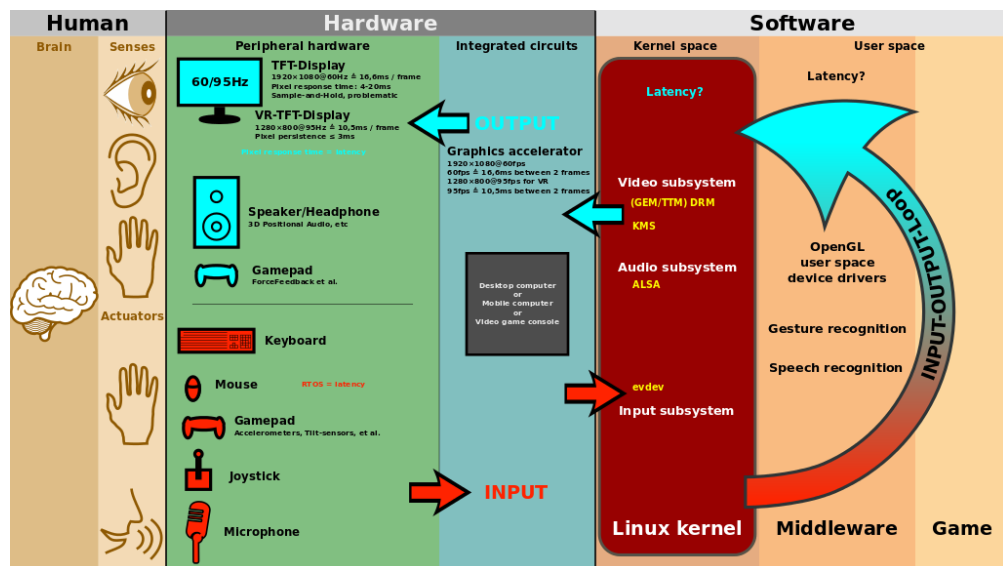 Human
Hardware
Software
Brain
Senses
Peripheral hardware
Integrated circuits
Kernel space
User space
60/95Hz
TFT-Display
1920×1080@60Hz ≙ 16,6ms / frame
Pixel response time: 4-20ms
Sample-and-Hold, problematic
VR-TFT-Display
1280×800@95Hz ≙ 10,5ms / frame
Pixel persistence ≤ 3ms
response time = latency
OUTPUT
Graphics accelerator
1920×1080@60fps
60fps ≙ 16,6ms between 2 frames
1280×800@95fps for VR
95fps ≙ 10,5ms between 2 frames
Speaker/Headphone
3D Positional Audio, etc
Gamepad
ForceFeedback et al.
Actuators
Desktop computer
or
Mobile computer
or
Video game console
Keyboard
Mouse
RTOS = latency
Gamepad
Accelerometers, Tilt-sensors, et al.
Joystick
INPUT
Microphone
Latency?
Video subsystem
(GEM/TTM) DRM
KMS
Audio subsystem
ALSA
evdev
Input subsystem
Linux kernel
Latency?
OpenGL
user space
device drivers
Gesture recognition
Speech recognition
INPUT-OUTPUT-Loop
Middleware
Game